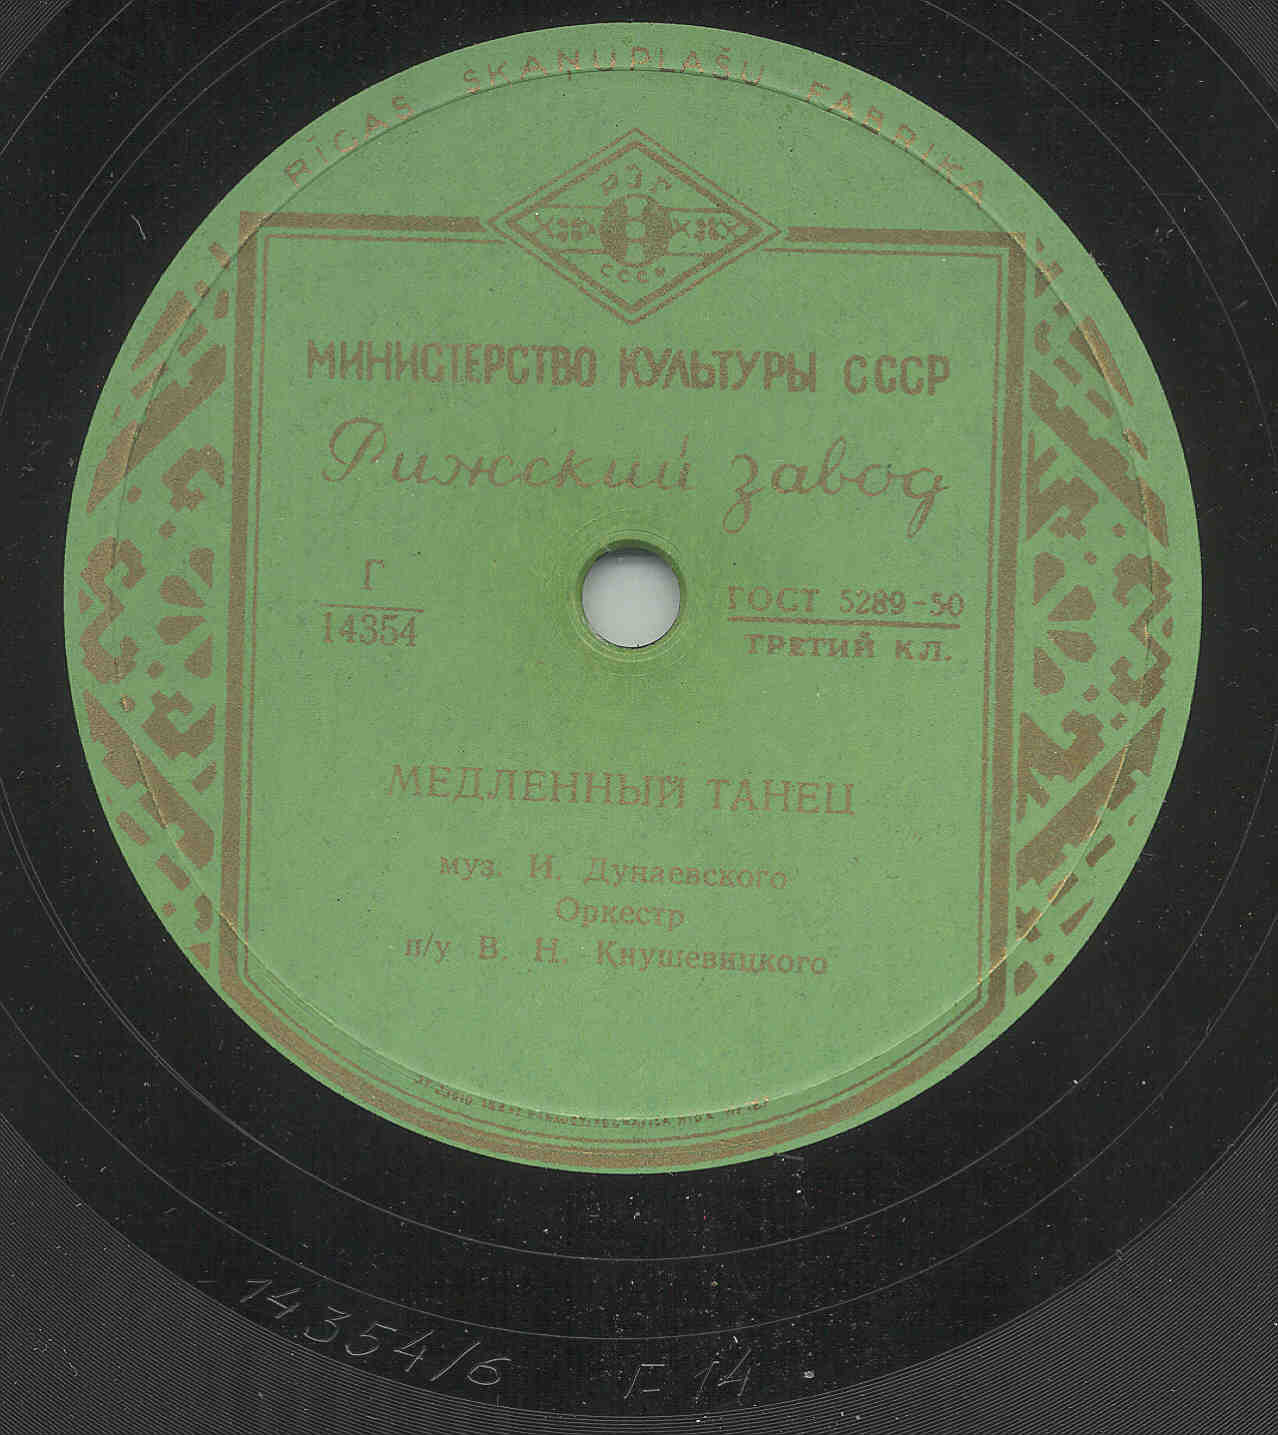 RĪGAS SKAŅUPLAŠU FABRIKA
РЗГ
СССР
МИНИСТЕРСТВО КУЛЬТУРЫ СССР
Рижский завод
Г
14354
ГОСТ 5289-50
ТРЕТИЙ КЛ.
МЕДЛЕННЫЙ ТАНЕЦ
муз. И. Дунаевского
Оркестр
п/у В. Н. Кнушевицкого
14354/6 Г-14